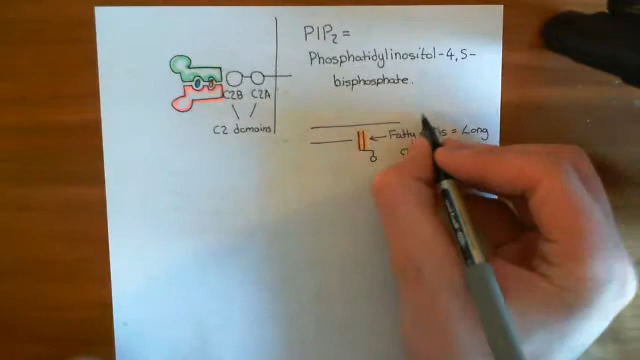 PIP2 =
Phosphatidylinositol-4,5-
bisphosphate.
C2B C2A
C2 domains
Fatty = Long